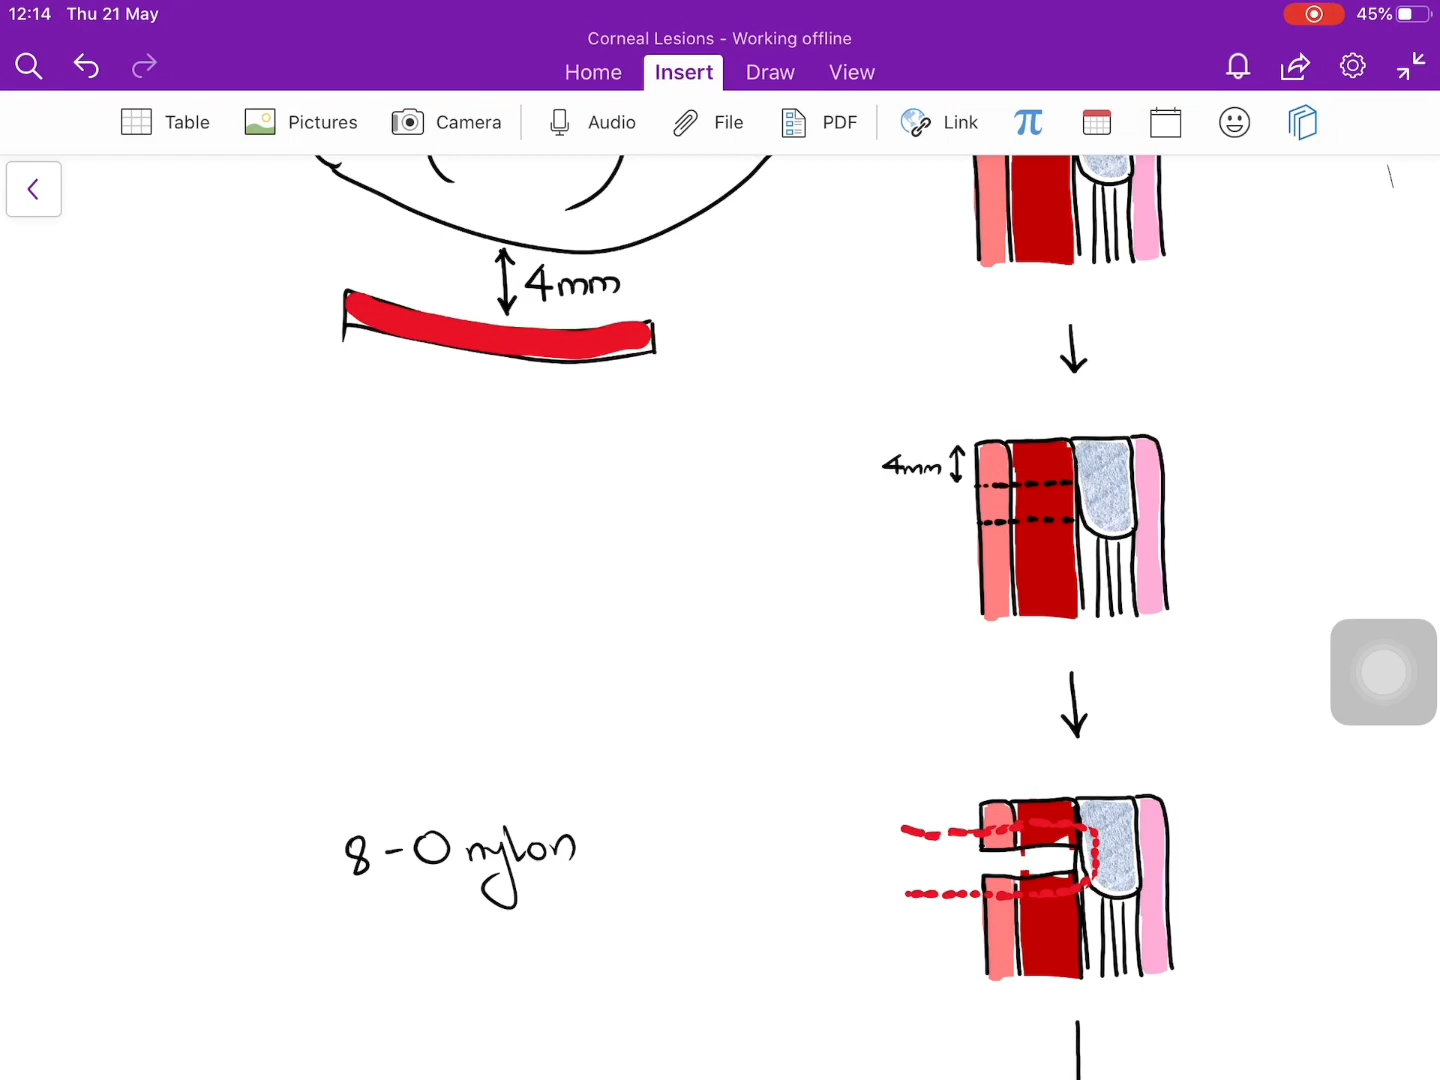 12:14 Thu 21 May
45%
Corneal Lesions - Working offline
Home Insert Draw View
Table Pictures Camera Audio File PDF Link π
4mm
4mm
8-0 nylon